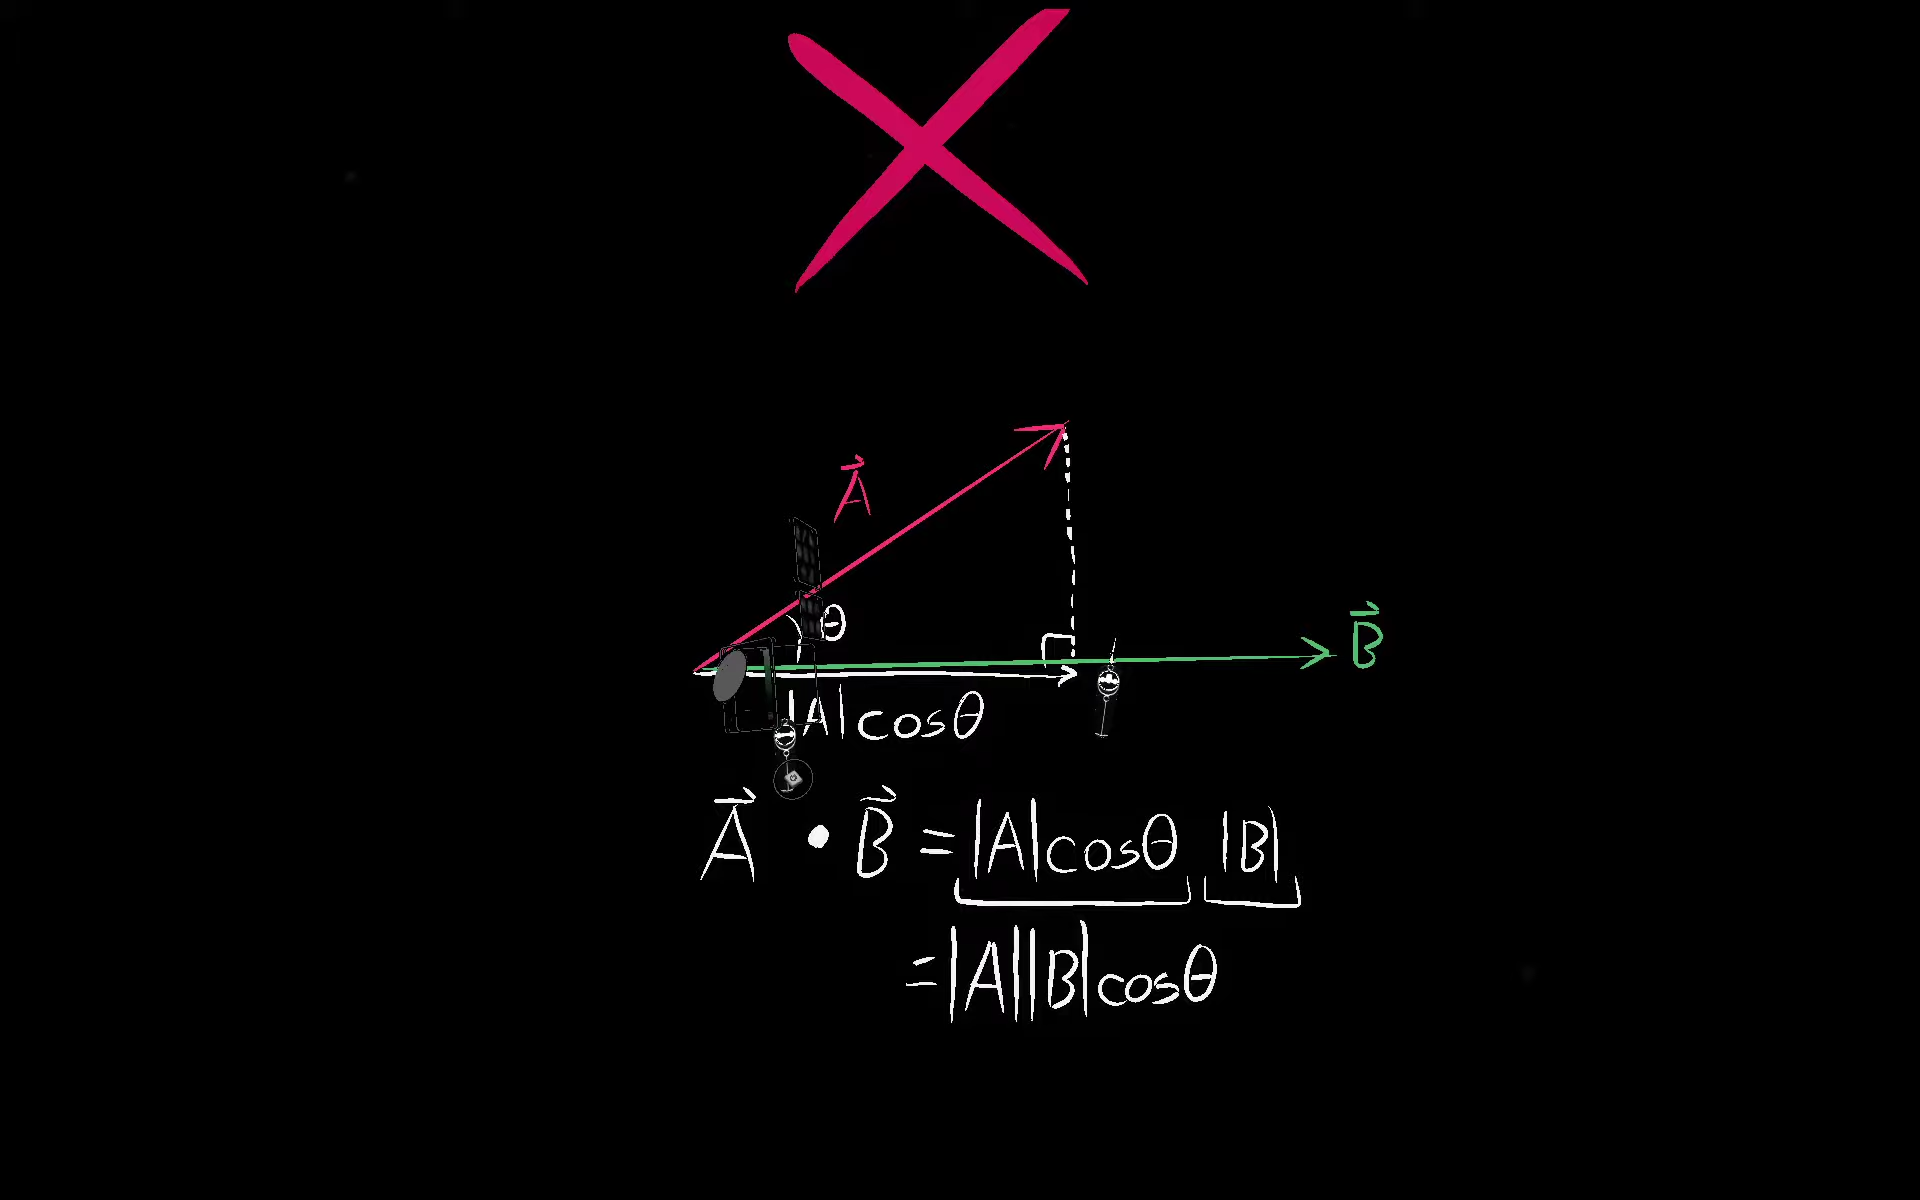 A⃗
θ
B⃗
|A|cosθ
A⃗ • B⃗ = |A|cosθ |B|
= |A||B|cosθ